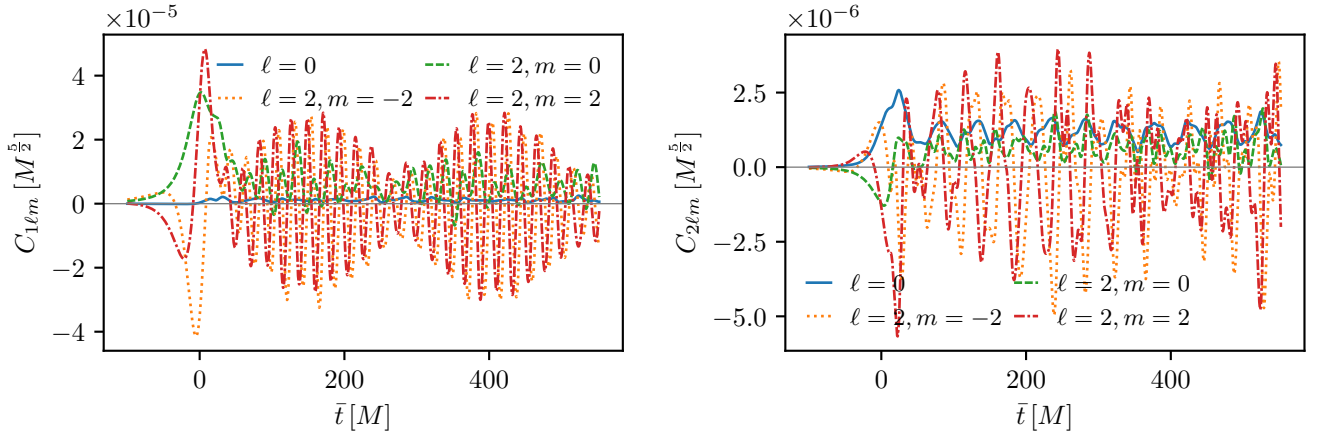 ×10⁻⁵
C₁ℓm [M^{5/2}]
4
2
0
−2
−4
ℓ = 0
ℓ = 2, m = −2
ℓ = 2, m = 0
ℓ = 2, m = 2
0
200
400
t̄ [M]
×10⁻⁶
C₂ℓm [M^{5/2}]
2.5
0.0
−2.5
−5.0
ℓ = 0
ℓ = 2, m = −2
ℓ = 2, m = 0
ℓ = 2, m = 2
0
200
400
t̄ [M]